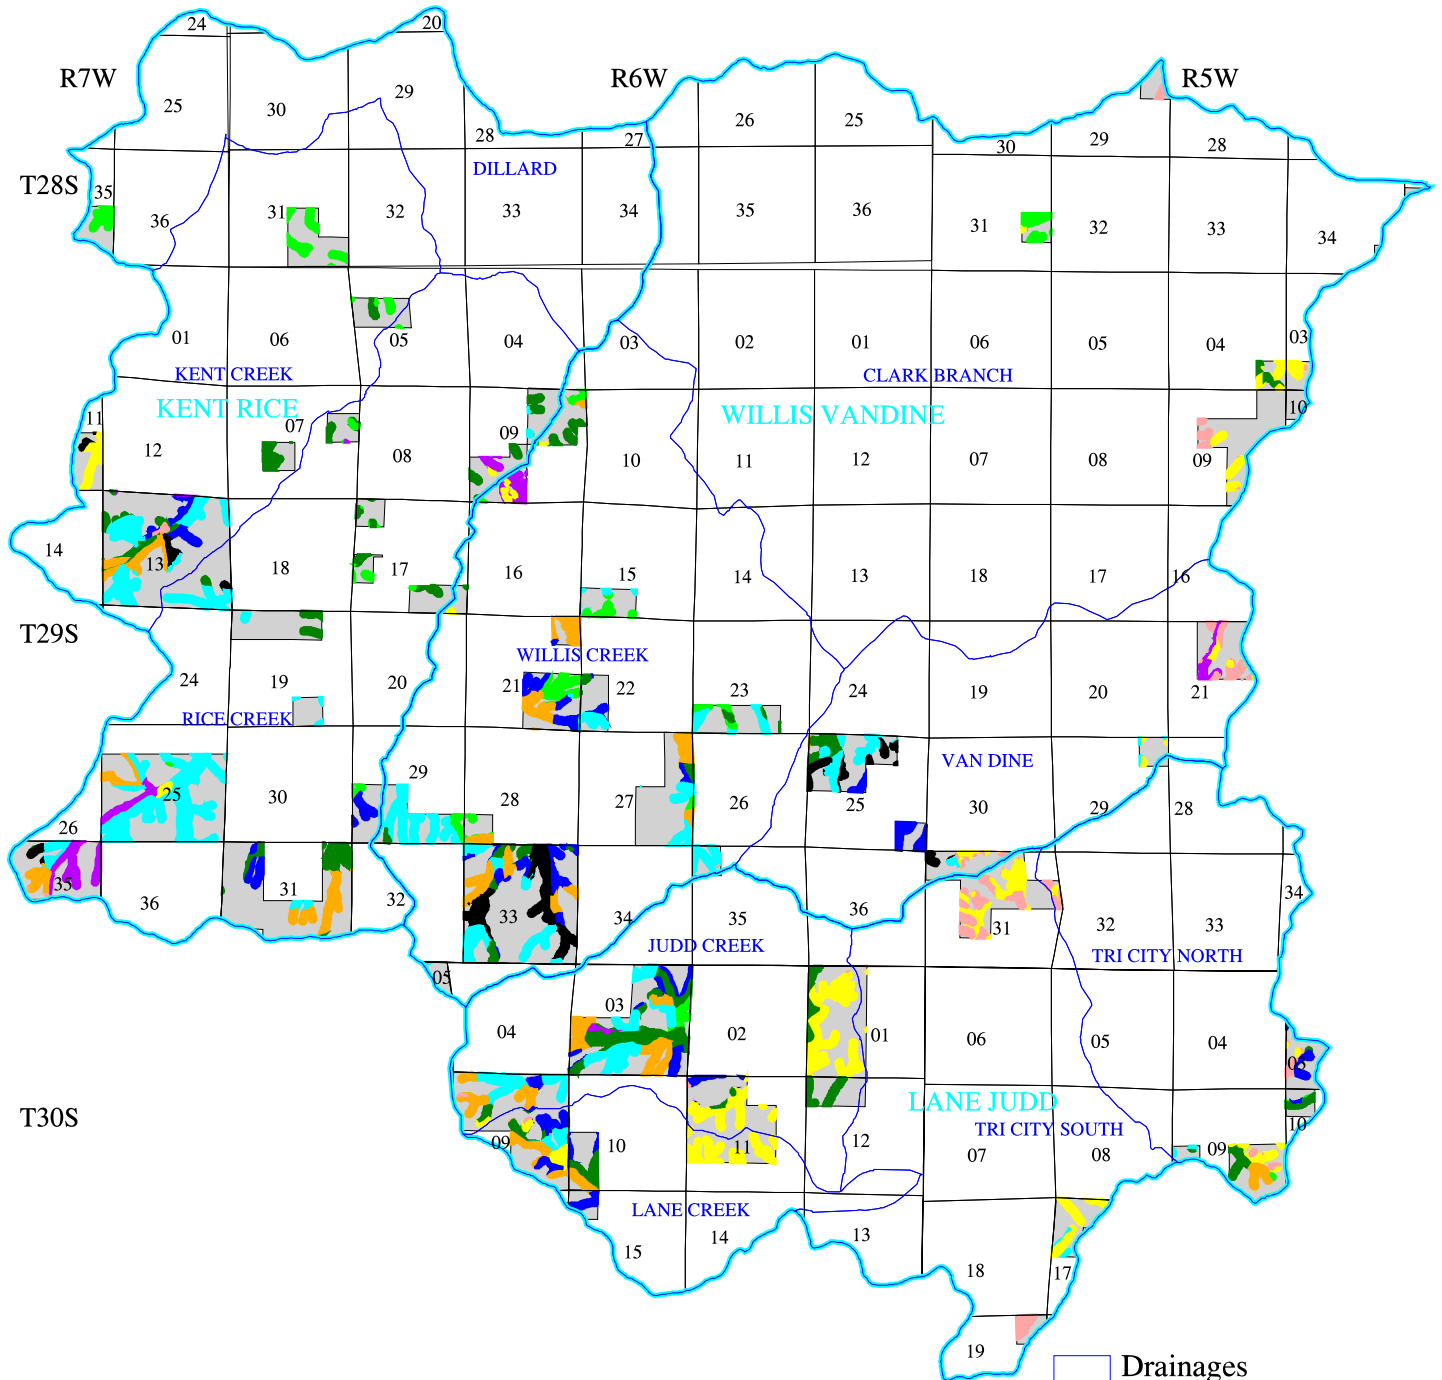 24 20
R7W R6W R5W
25 30 29 28 27 26 25 30 29 28
DILLARD
T28S
35 36 31 32 33 34 35 36 31 32 33 34
01 06 05 04 03 02 01 06 05 04 03
KENT CREEK CLARK BRANCH
KENT RICE WILLIS VANDINE
11 12 07 08 09 10 11 12 07 08 09 10
14 13 18 17 16 15 14 13 18 17 16
T29S
WILLIS CREEK
24 19 20 21 22 23 24 19 20 21
RICE CREEK
VAN DINE
26 25 30 29 28 27 26 25 30 29 28
35 36 31 32 33 34 35 36 31 32 33 34
JUDD CREEK TRI CITY NORTH
05 04 03 02 01 06 05 04 03
LANE JUDD
T30S
TRI CITY SOUTH
09 10 11 12 07 08 09 10
LANE CREEK
15 14 13 18 17
19
Drainages